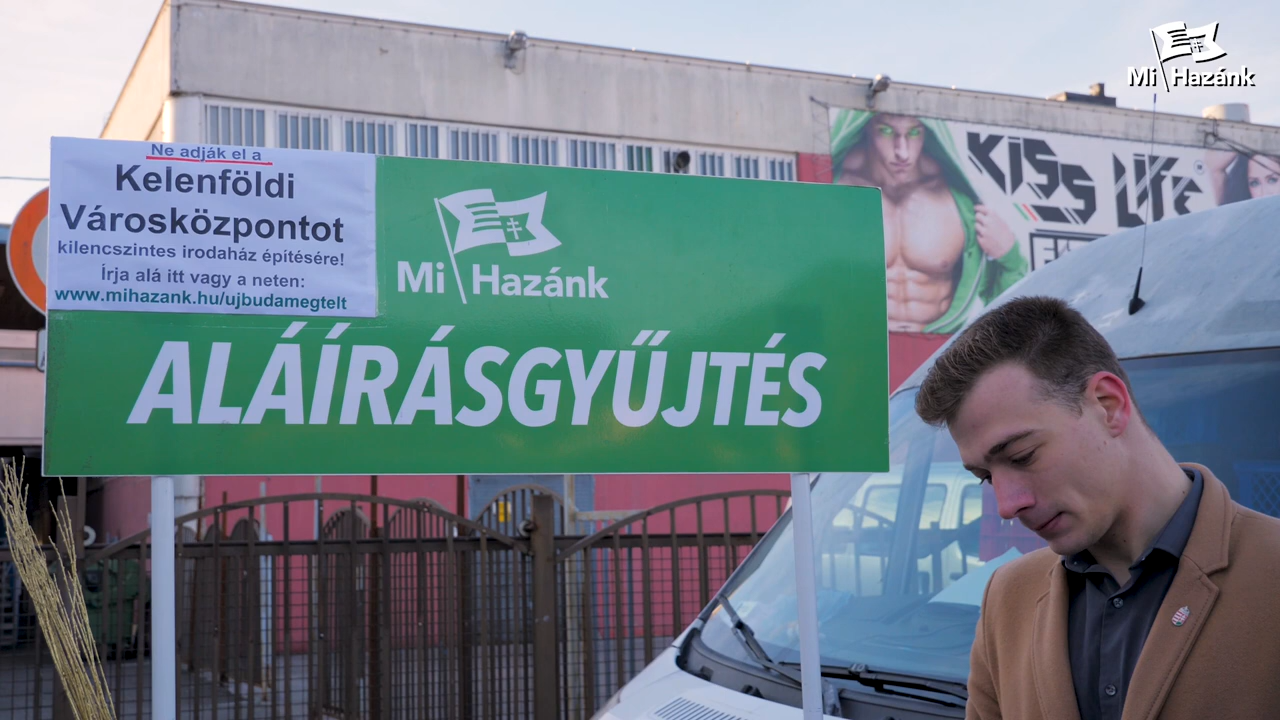 Mi Hazánk
Ne adják el a
Kelenföldi
Városközpontot
kilencszintes irodaház építésére!
Írja alá itt vagy a neten:
www.mihazank.hu/ujbudamegtelt
Mi Hazánk
ALÁÍRÁSGYŰJTÉS
KISS LIFE